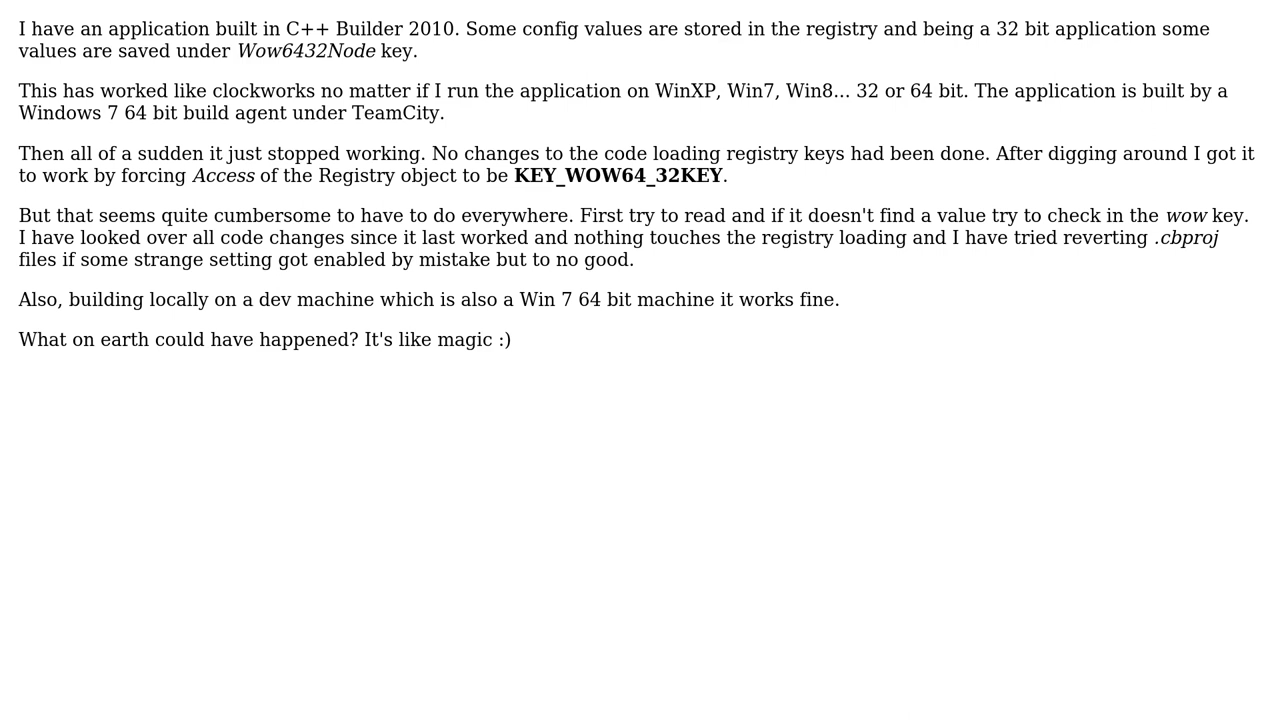 I have an application built in C++ Builder 2010. Some config values are stored in the registry and being a 32 bit application some
values are saved under Wow6432Node key.
This has worked like clockworks no matter if I run the application on WinXP, Win7, Win8... 32 or 64 bit. The application is built by a
Windows 7 64 bit build agent under TeamCity.
Then all of a sudden it just stopped working. No changes to the code loading registry keys had been done. After digging around I got it
to work by forcing Access of the Registry object to be KEY_WOW64_32KEY.
But that seems quite cumbersome to have to do everywhere. First try to read and if it doesn't find a value try to check in the wow key.
I have looked over all code changes since it last worked and nothing touches the registry loading and I have tried reverting .cbproj
files if some strange setting got enabled by mistake but to no good.
Also, building locally on a dev machine which is also a Win 7 64 bit machine it works fine.
What on earth could have happened? It's like magic :)